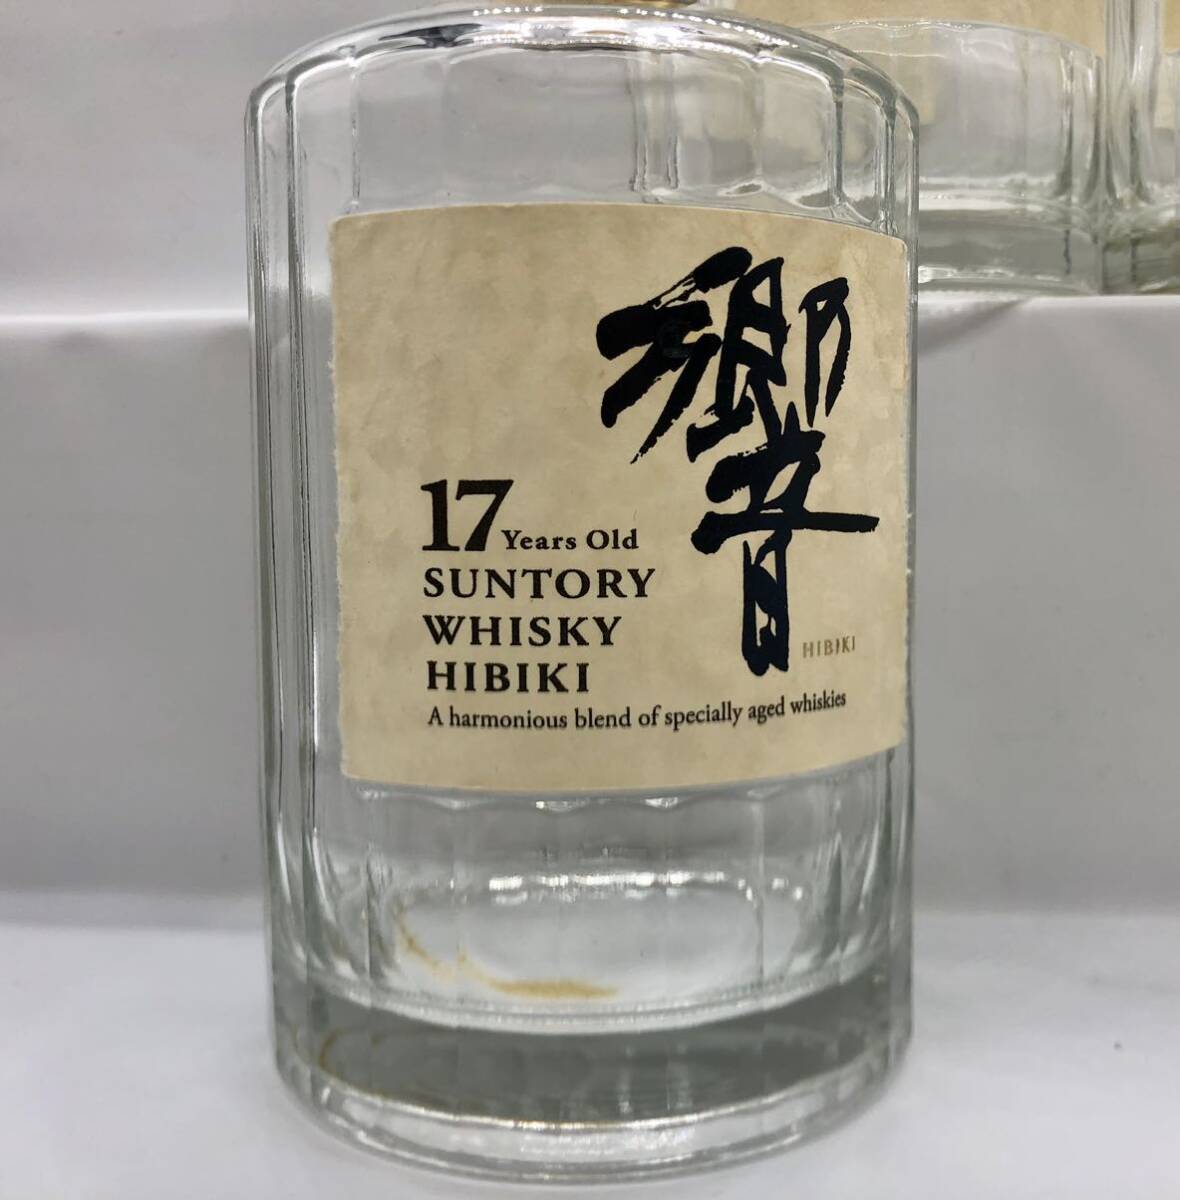 響
HIBIKI
17 Years Old
SUNTORY
WHISKY
HIBIKI
A harmonious blend of specially aged whiskies